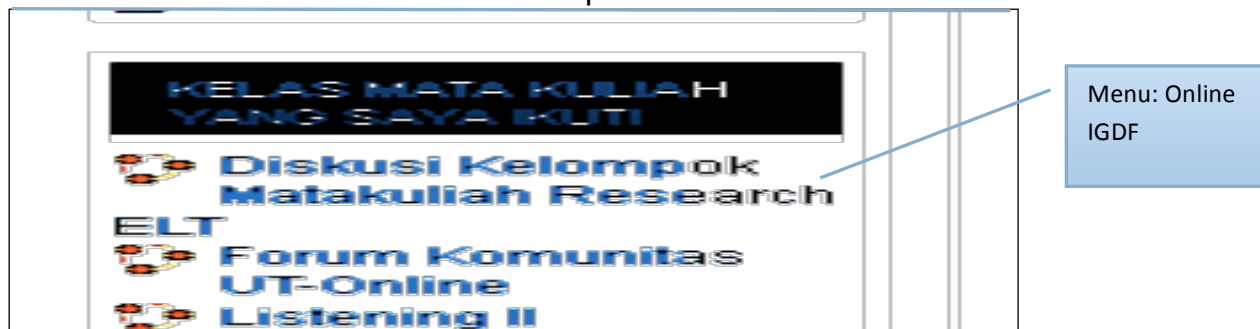 KELAS MATA KULIAH
YANG SAYA IKUTI
Diskusi Kelompok
Matakuliah Research
ELT
Forum Komunitas
UT-Online
Listening II
Menu: Online
IGDF